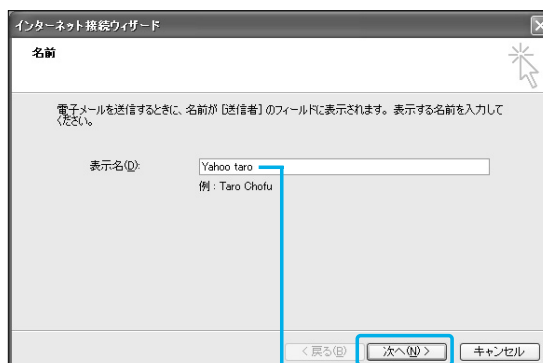 インターネット接続ウィザード
名前
電子メールを送信するときに、名前が [送信者] のフィールドに表示されます。表示する名前を入力して
ください。
表示名(D):
Yahoo taro
例 : Taro Chofu
< 戻る(B)
次へ(N) >
キャンセル